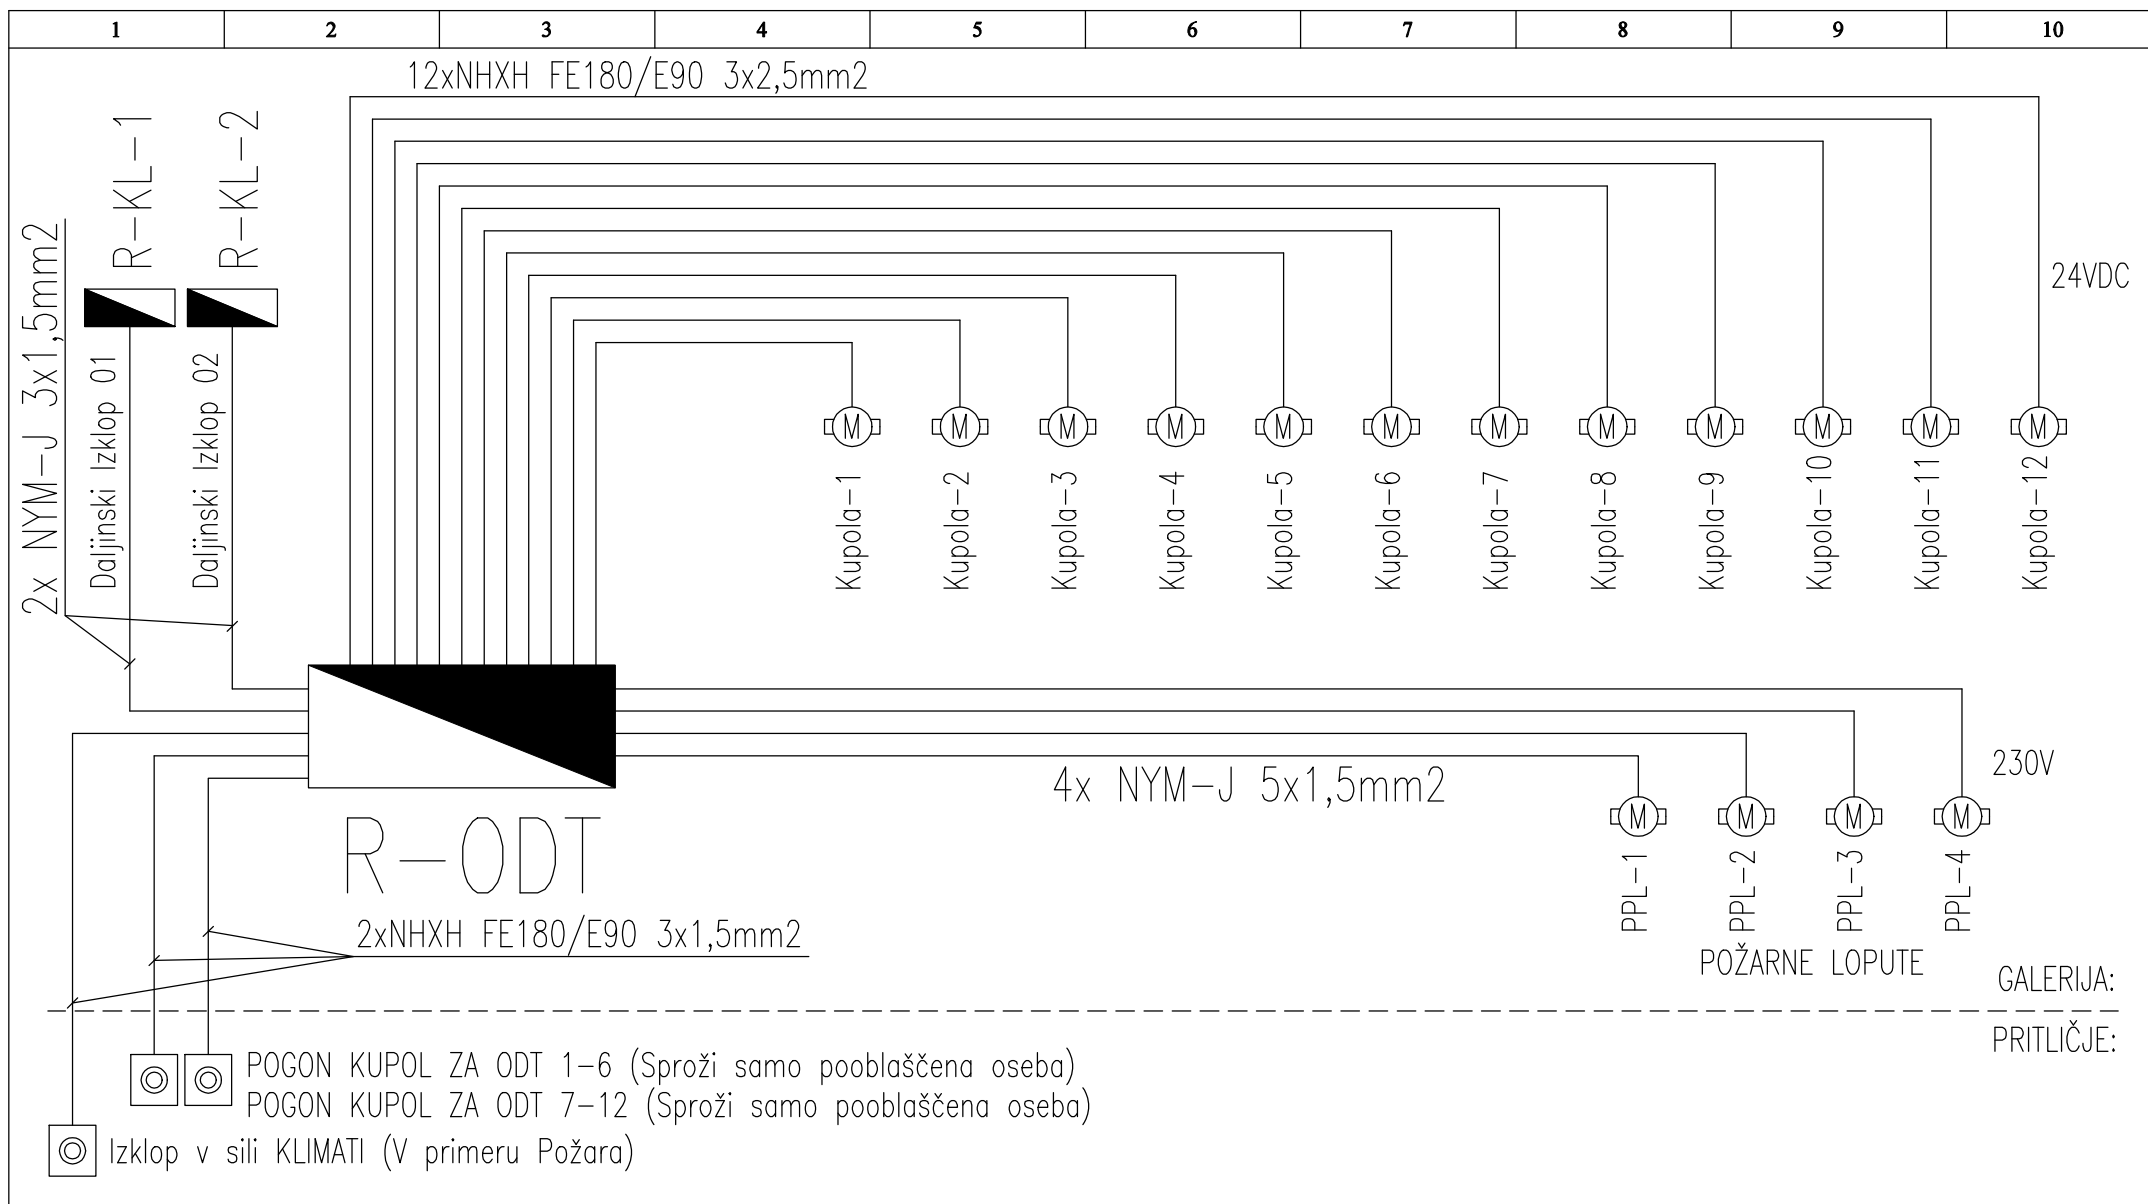 1 2 3 4 5 6 7 8 9 10
12xNHXH FE180/E90 3x2,5mm2
R-KL-1
R-KL-2
2x NYM-J 3x1,5mm2
Daljinski Izklop 01
Daljinski Izklop 02
24VDC
M M M M M M M M M M M M
Kupola-1
Kupola-2
Kupola-3
Kupola-4
Kupola-5
Kupola-6
Kupola-7
Kupola-8
Kupola-9
Kupola-10
Kupola-11
Kupola-12
4x NYM-J 5x1,5mm2
230V
M M M M
R-ODT
PPL-1
PPL-2
PPL-3
PPL-4
2xNHXH FE180/E90 3x1,5mm2
POŽARNE LOPUTE
GALERIJA:
PRITLIČJE:
POGON KUPOL ZA ODT 1-6 (Sproži samo pooblaščena oseba)
POGON KUPOL ZA ODT 7-12 (Sproži samo pooblaščena oseba)
Izklop v sili KLIMATI (V primeru Požara)